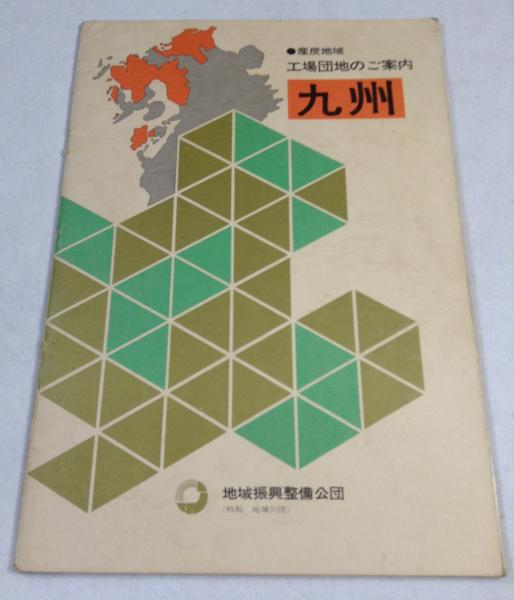 ●産炭地域
工場団地のご案内
九州
地域振興整備公団
(略称 地域公団)